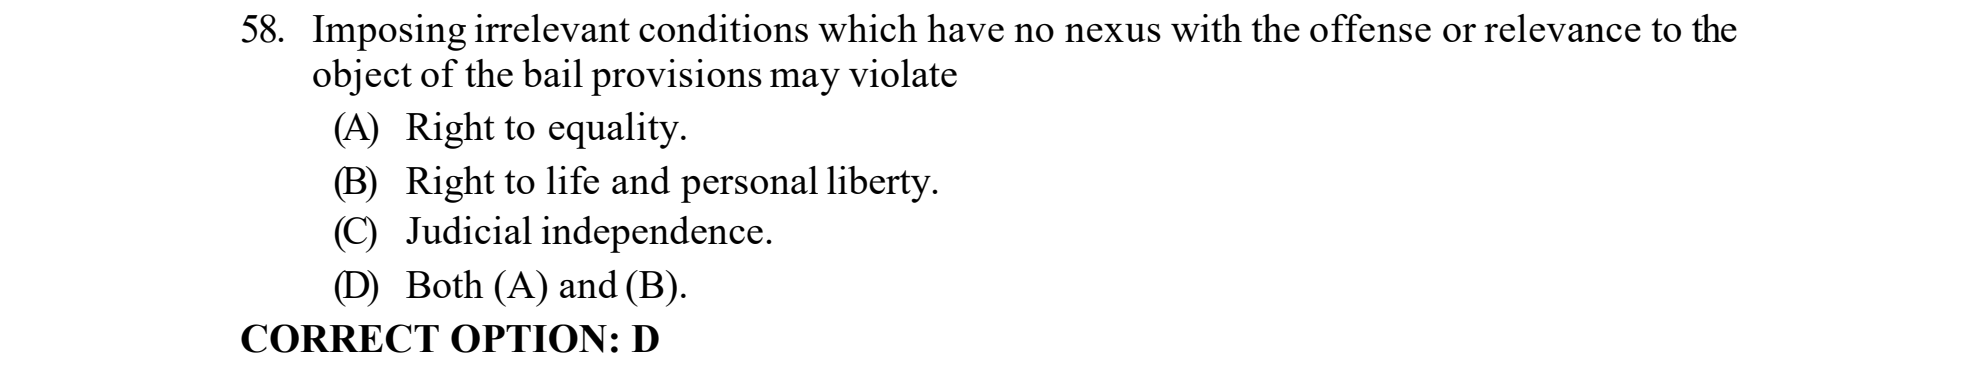 58. Imposing irrelevant conditions which have no nexus with the offense or relevance to the
object of the bail provisions may violate
(A) Right to equality.
(B) Right to life and personal liberty.
(C) Judicial independence.
(D) Both (A) and (B).
CORRECT OPTION: D